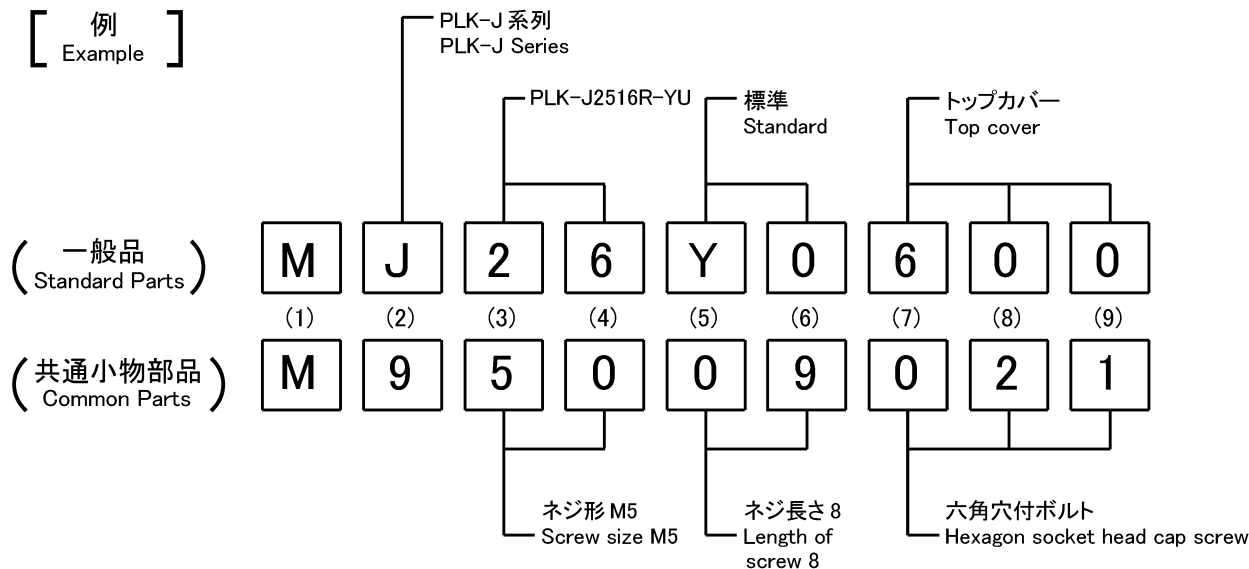 例
Example
PLK-J 系列
PLK-J Series
PLK-J2516R-YU
標準
Standard
トップカバー
Top cover
一般品
Standard Parts
M J 2 6 Y 0 6 0 0
(1) (2) (3) (4) (5) (6) (7) (8) (9)
共通小物部品
Common Parts
M 9 5 0 0 9 0 2 1
ネジ形 M5
Screw size M5
ネジ長さ 8
Length of
screw 8
六角穴付ボルト
Hexagon socket head cap screw